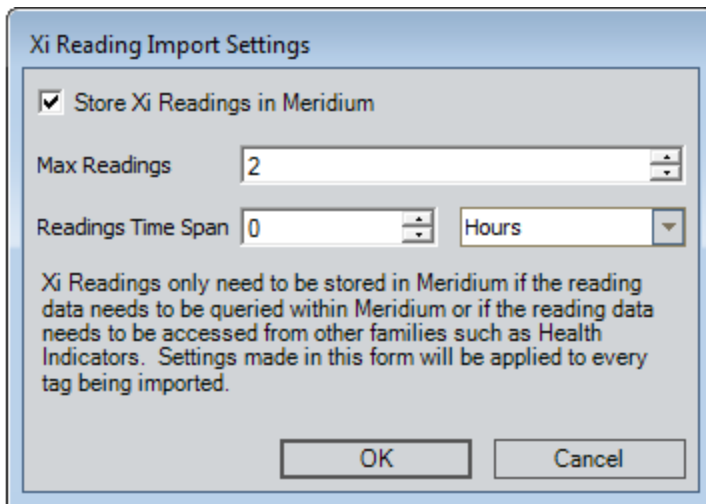 Xi Reading Import Settings
Store Xi Readings in Meridium
Max Readings 2
Readings Time Span 0 Hours
Xi Readings only need to be stored in Meridium if the reading
data needs to be queried within Meridium or if the reading data
needs to be accessed from other families such as Health
Indicators.  Settings made in this form will be applied to every
tag being imported.
OK Cancel